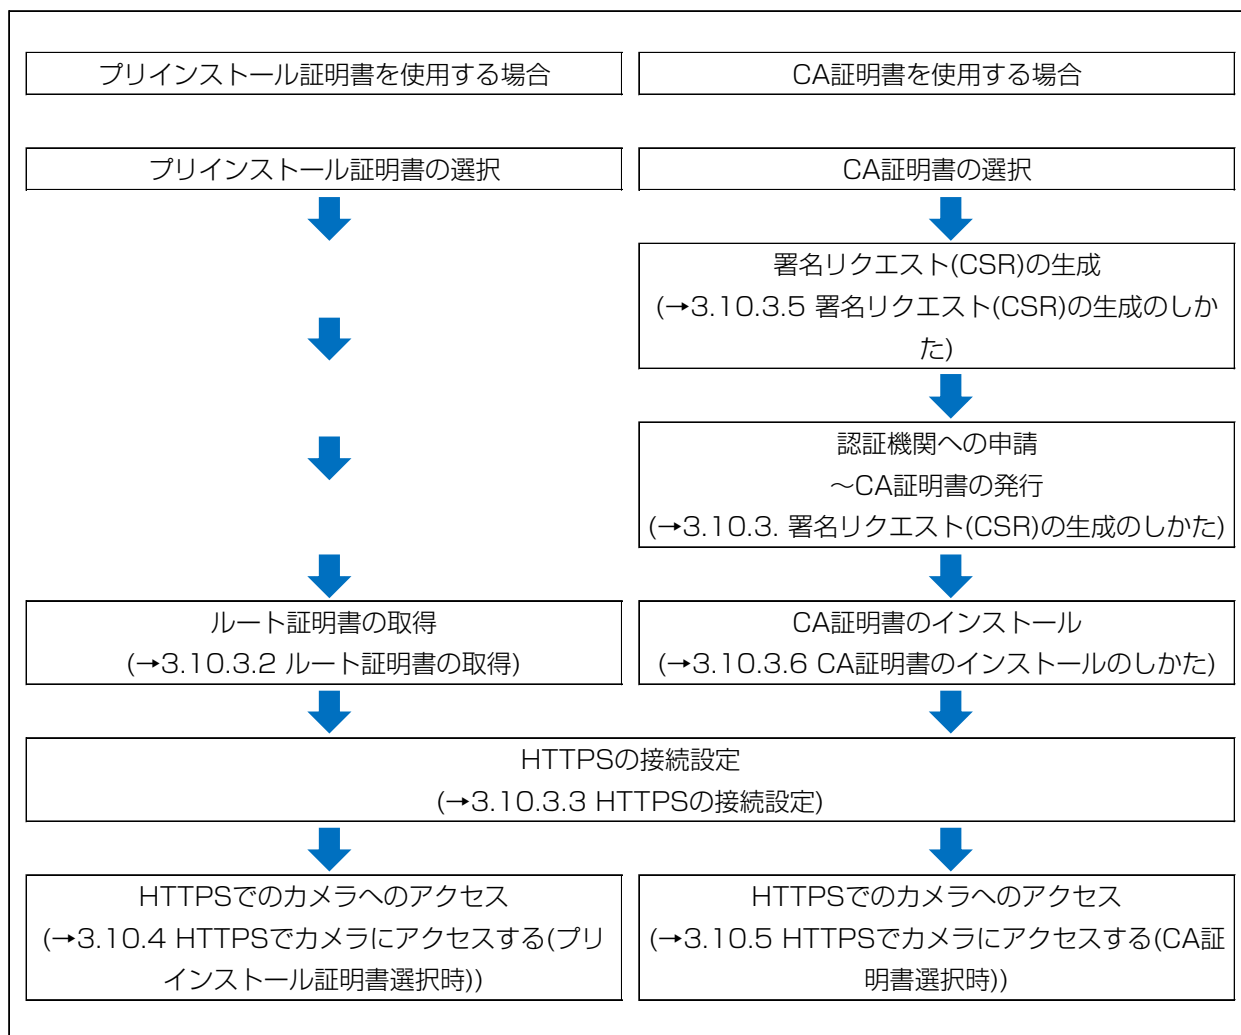 プリインストール証明書を使用する場合
CA証明書を使用する場合
プリインストール証明書の選択
CA証明書の選択
署名リクエスト(CSR)の生成
(→3.10.3.5 署名リクエスト(CSR)の生成のしか
た)
認証機関への申請
～CA証明書の発行
(→3.10.3. 署名リクエスト(CSR)の生成のしかた)
ルート証明書の取得
(→3.10.3.2 ルート証明書の取得)
CA証明書のインストール
(→3.10.3.6 CA証明書のインストールのしかた)
HTTPSの接続設定
(→3.10.3.3 HTTPSの接続設定)
HTTPSでのカメラへのアクセス
(→3.10.4 HTTPSでカメラにアクセスする(プリ
インストール証明書選択時))
HTTPSでのカメラへのアクセス
(→3.10.5 HTTPSでカメラにアクセスする(CA証
明書選択時))